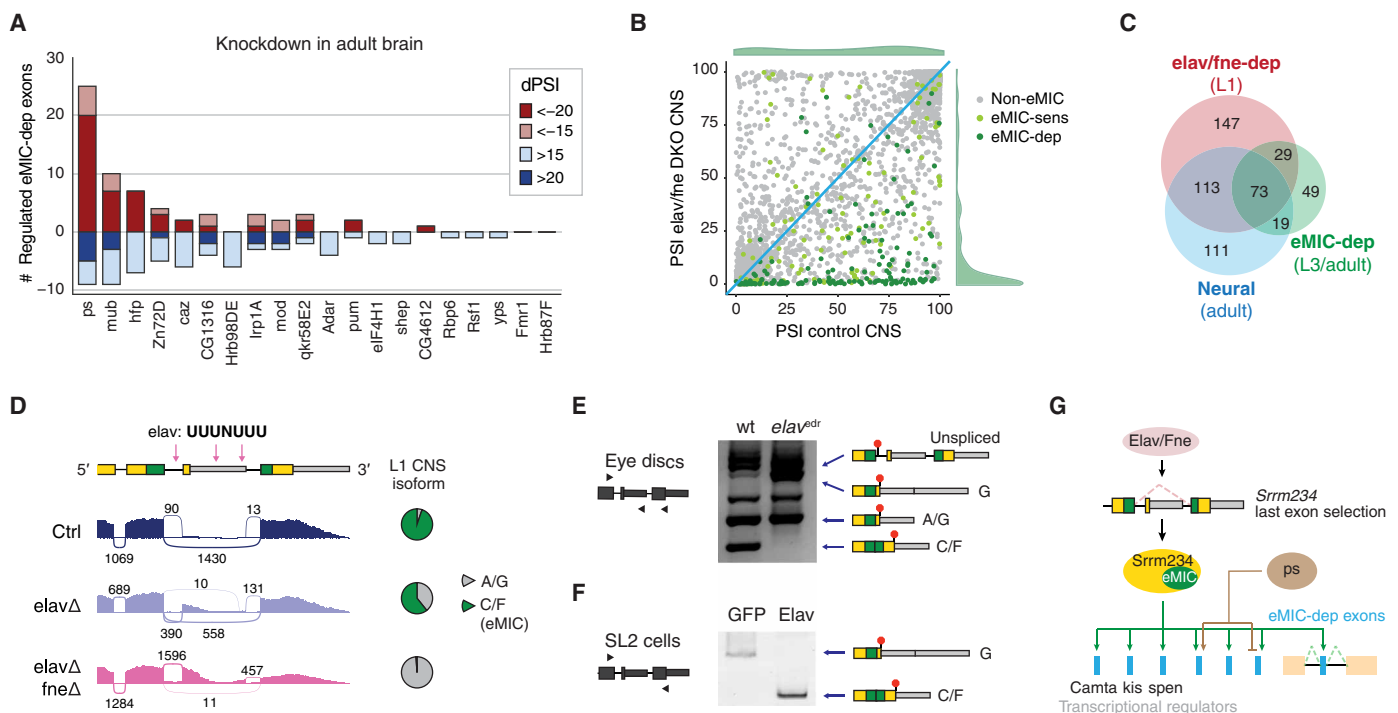 A
Knockdown in adult brain
# Regulated eMIC-dep exons
30
20
10
0
−10
dPSI
<-20
<-15
>15
>20
ps
mub
hfp
Zn72D
caz
CG1316
Hrb98DE
Irp1A
mod
qkr58E2
Adar
pum
eIF4H1
shep
CG4612
Rbp6
Rsf1
yps
Fmr1
Hrb87F
B
PSI elav/fne DKO CNS
100
75
50
25
0
0 25 50 75 100
PSI control CNS
Non-eMIC
eMIC-sens
eMIC-dep
C
elav/fne-dep
(L1)
147
29
113
73
49
19
111
eMIC-dep
(L3/adult)
Neural
(adult)
D
elav: UUUNUUU
5′ 3′
L1 CNS
isoform
Ctrl
90 13
1069 1430
elavΔ
689 10 131
390 558
elavΔ
fneΔ
1596 457
1284 11
A/G
C/F
(eMIC)
E
wt elavedr
Eye discs
Unspliced
G
A/G
C/F
F
GFP Elav
SL2 cells
G
C/F
G
Elav/Fne
Srrm234
last exon selection
Srrm234
eMIC
ps
eMIC-dep exons
Camta kis spen
Transcriptional regulators